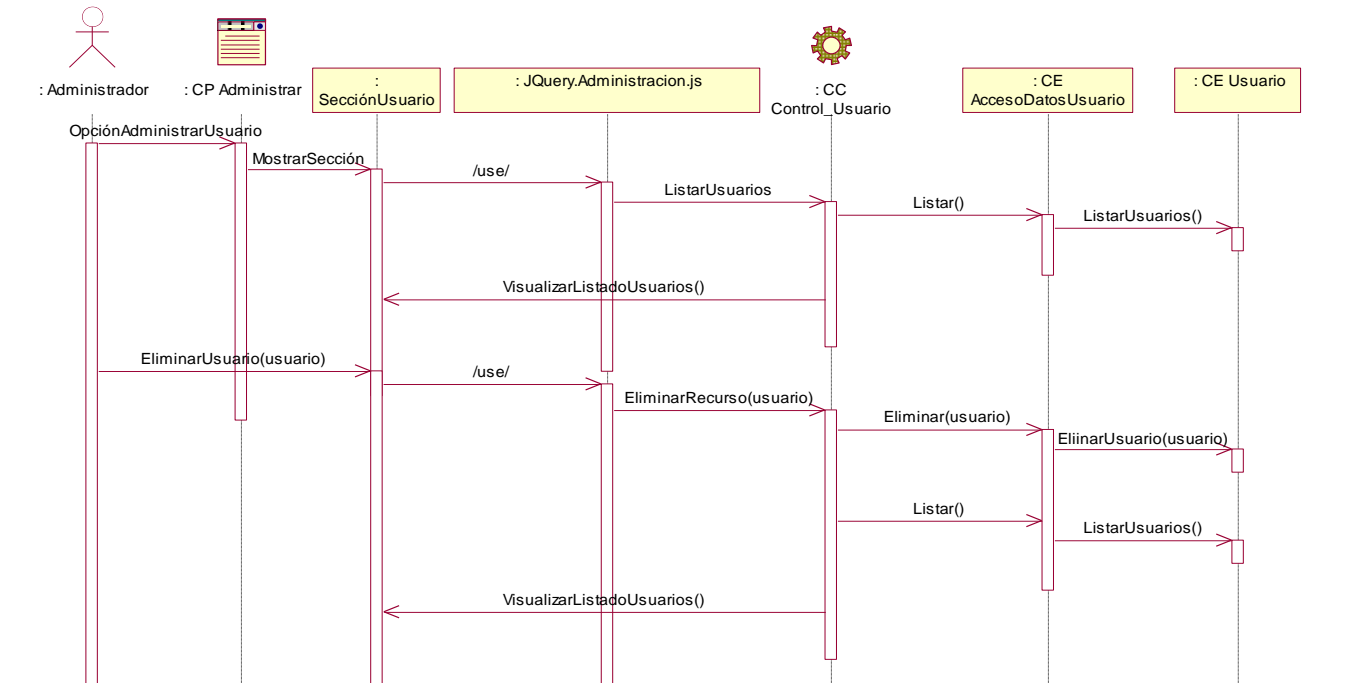 : Administrador
: CP Administrar
:
SecciónUsuario
: JQuery.Administracion.js
: CC
Control_Usuario
: CE
AccesoDatosUsuario
: CE Usuario
OpciónAdministrarUsuario
MostrarSección
/use/
ListarUsuarios
Listar()
ListarUsuarios()
VisualizarListadoUsuarios()
EliminarUsuario(usuario)
/use/
EliminarRecurso(usuario)
Eliminar(usuario)
EliinarUsuario(usuario)
Listar()
ListarUsuarios()
VisualizarListadoUsuarios()